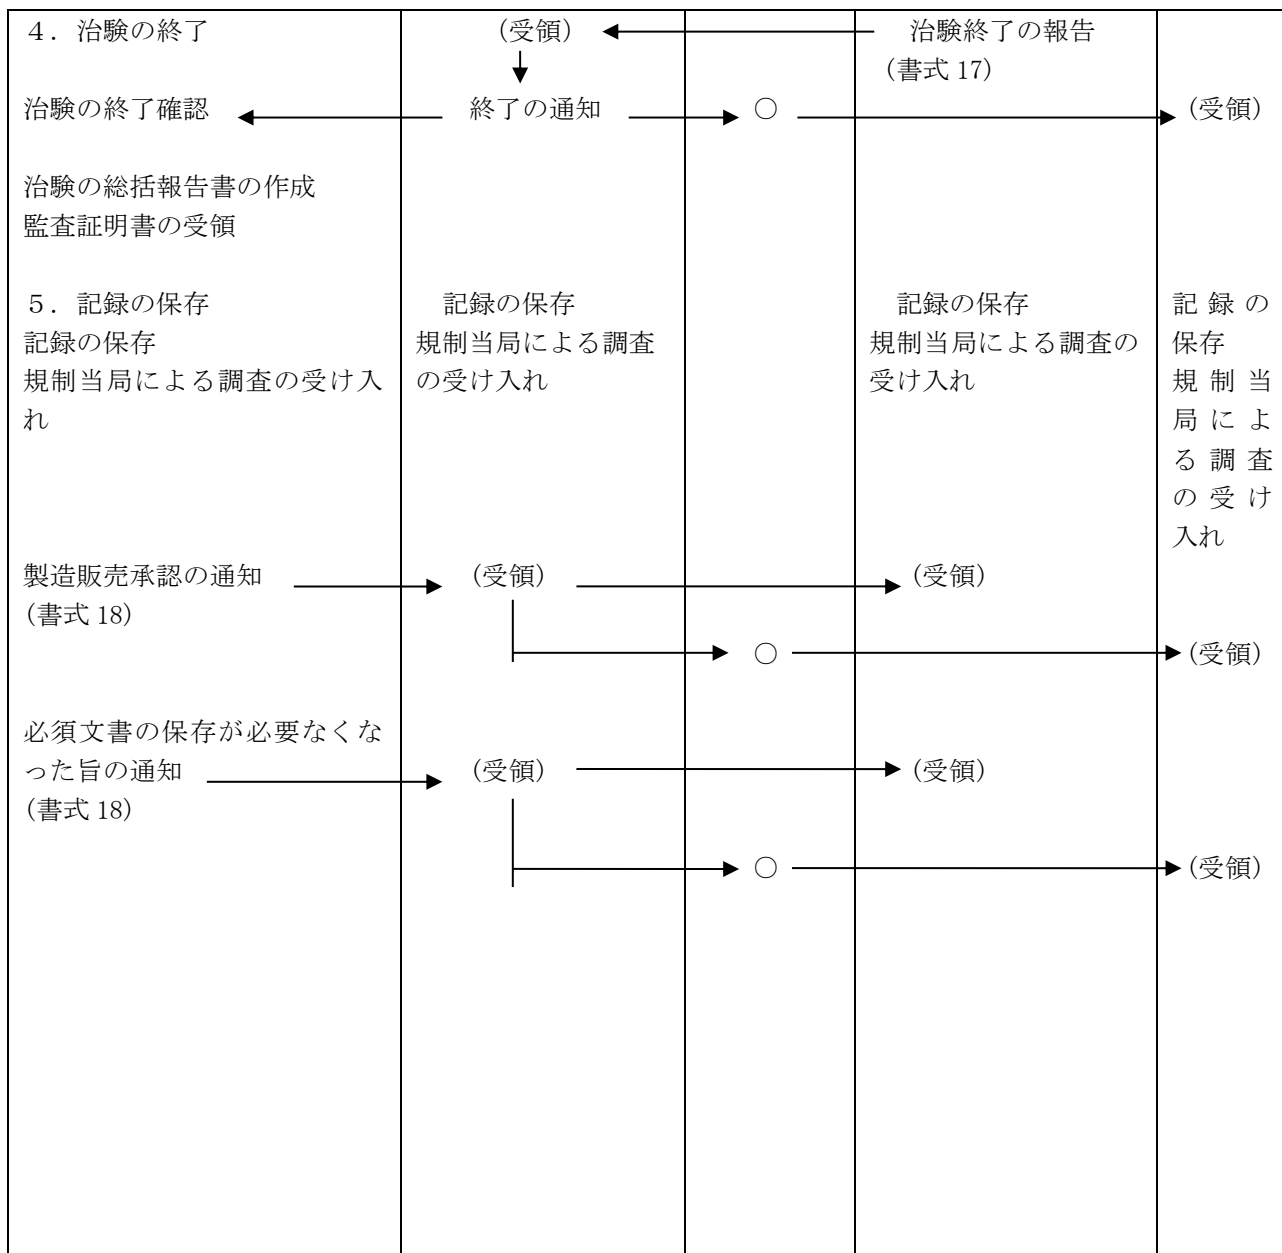 ４．治験の終了
（受領）
治験終了の報告
（書式 17）
治験の終了確認
終了の通知
○
（受領）
治験の総括報告書の作成
監査証明書の受領
５．記録の保存
記録の保存
規制当局による調査の受け入
れ
記録の保存
規制当局による調査
の受け入れ
記録の保存
規制当局による調査の
受け入れ
記録の
保存
規制当
局によ
る調査
の受け
入れ
製造販売承認の通知
（書式 18）
（受領）
（受領）
○
（受領）
必須文書の保存が必要なくな
った旨の通知
（書式 18）
（受領）
（受領）
○
（受領）